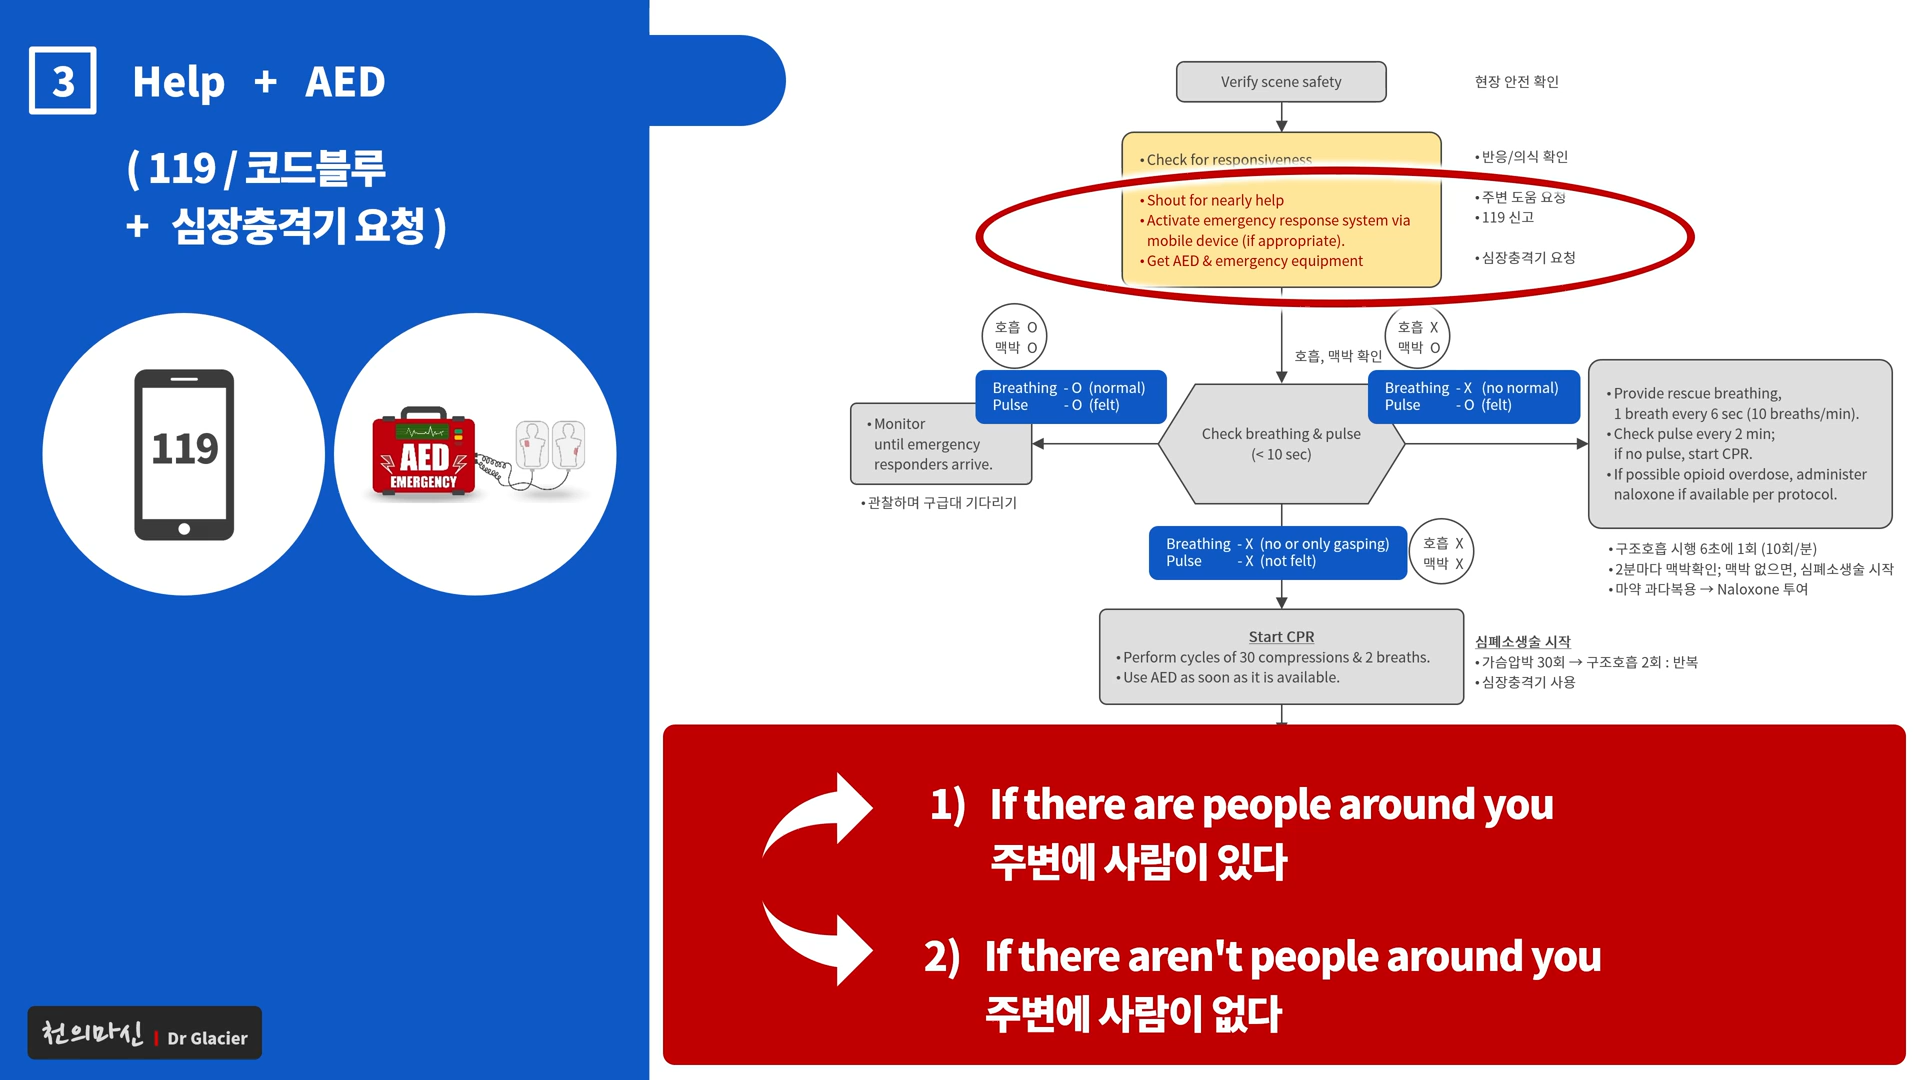 3 Help + AED
( 119 / 코드블루
+ 심장충격기 요청 )
119
AED
EMERGENCY
천의마신 | Dr Glacier
Verify scene safety
현장 안전 확인
• Check for responsiveness
• 반응/의식 확인
• Shout for nearly help
• Activate emergency response system via
mobile device (if appropriate).
• Get AED & emergency equipment
• 주변 도움 요청
• 119 신고
• 심장충격기 요청
호흡 O
맥박 O
호흡, 맥박 확인
호흡 X
맥박 O
Breathing - O (normal)
Pulse - O (felt)
Breathing - X (no normal)
Pulse - O (felt)
• Monitor
until emergency
responders arrive.
• 관찰하며 구급대 기다리기
Check breathing & pulse
(< 10 sec)
• Provide rescue breathing,
1 breath every 6 sec (10 breaths/min).
• Check pulse every 2 min;
if no pulse, start CPR.
• If possible opioid overdose, administer
naloxone if available per protocol.
• 구조호흡 시행 6초에 1회 (10회/분)
• 2분마다 맥박확인; 맥박 없으면, 심폐소생술 시작
• 마약 과다복용 → Naloxone 투여
Breathing - X (no or only gasping)
Pulse - X (not felt)
호흡 X
맥박 X
Start CPR
• Perform cycles of 30 compressions & 2 breaths.
• Use AED as soon as it is available.
심폐소생술 시작
• 가슴압박 30회 → 구조호흡 2회 : 반복
• 심장충격기 사용
1) If there are people around you
주변에 사람이 있다
2) If there aren't people around you
주변에 사람이 없다